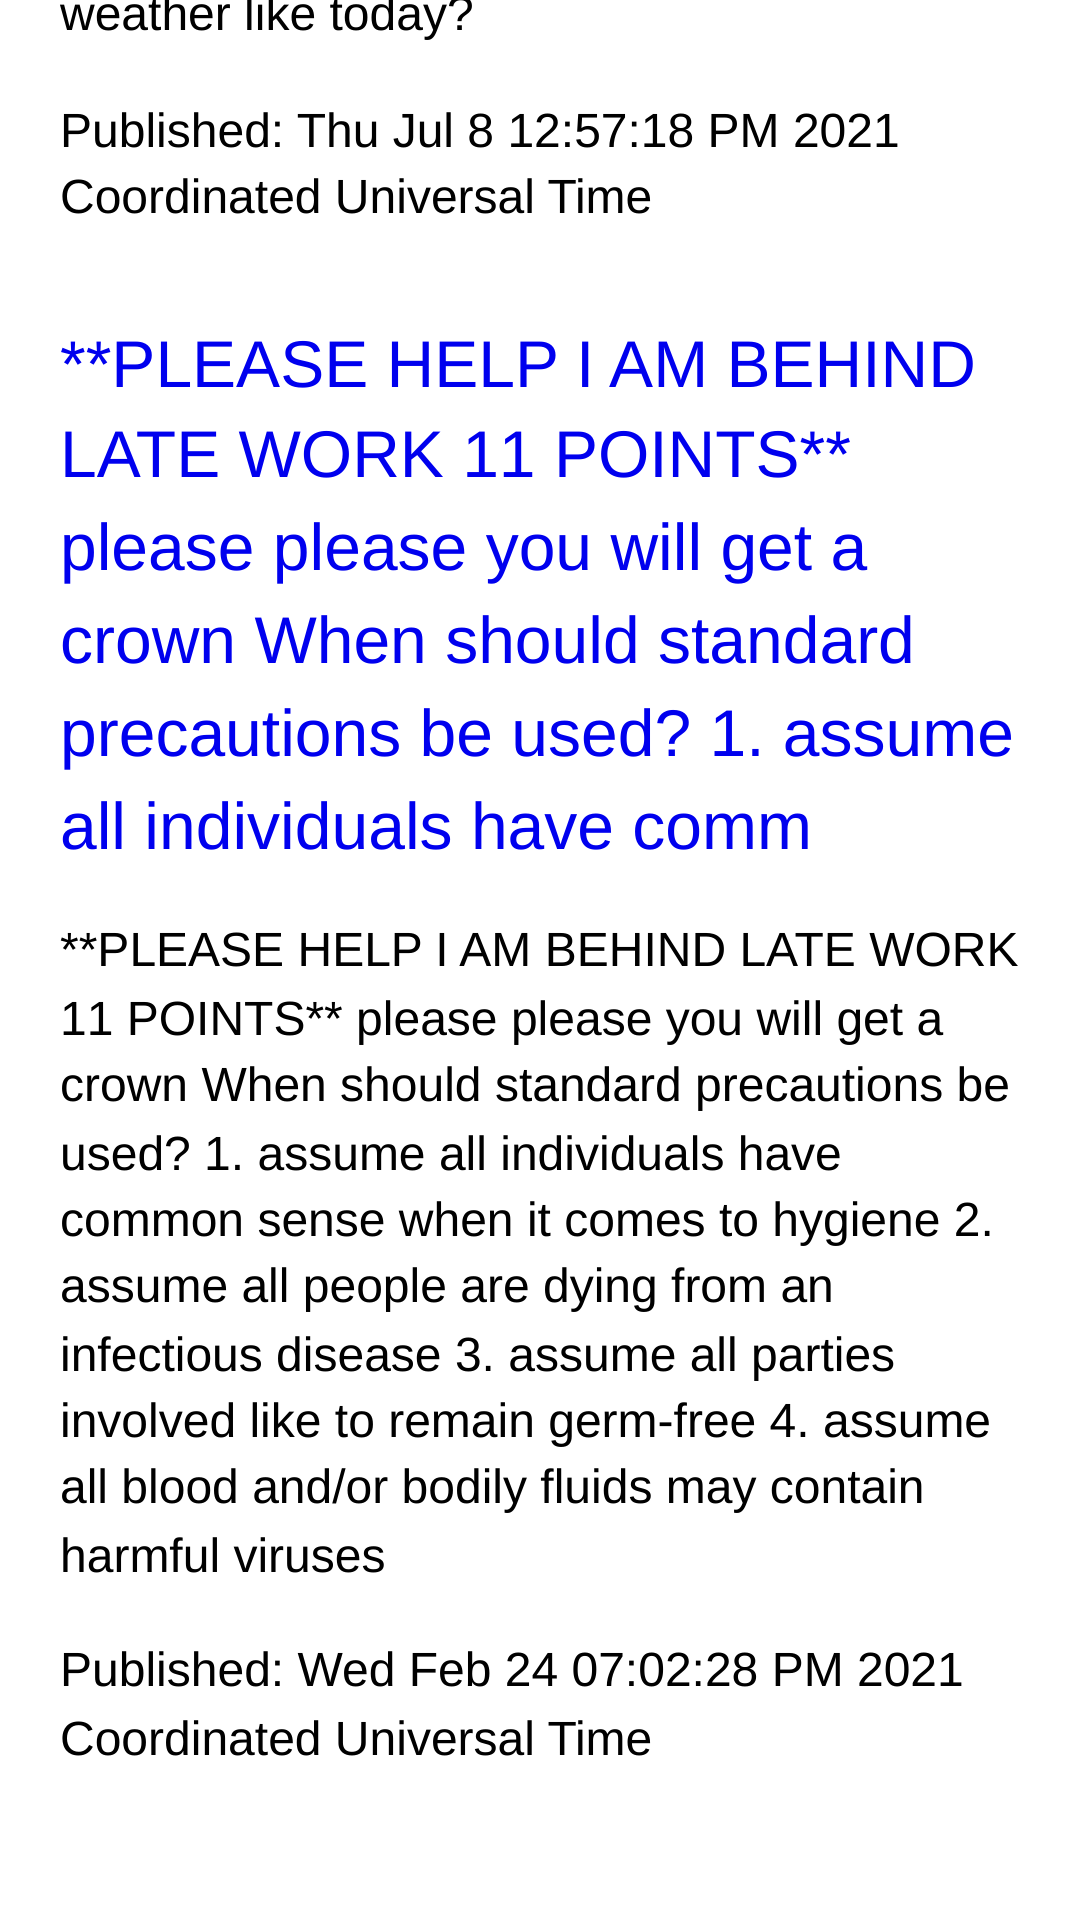 weather like today?
Published: Thu Jul 8 12:57:18 PM 2021
Coordinated Universal Time
**PLEASE HELP I AM BEHIND
LATE WORK 11 POINTS**
please please you will get a
crown When should standard
precautions be used? 1. assume
all individuals have comm
**PLEASE HELP I AM BEHIND LATE WORK
11 POINTS** please please you will get a
crown When should standard precautions be
used? 1. assume all individuals have
common sense when it comes to hygiene 2.
assume all people are dying from an
infectious disease 3. assume all parties
involved like to remain germ-free 4. assume
all blood and/or bodily fluids may contain
harmful viruses
Published: Wed Feb 24 07:02:28 PM 2021
Coordinated Universal Time